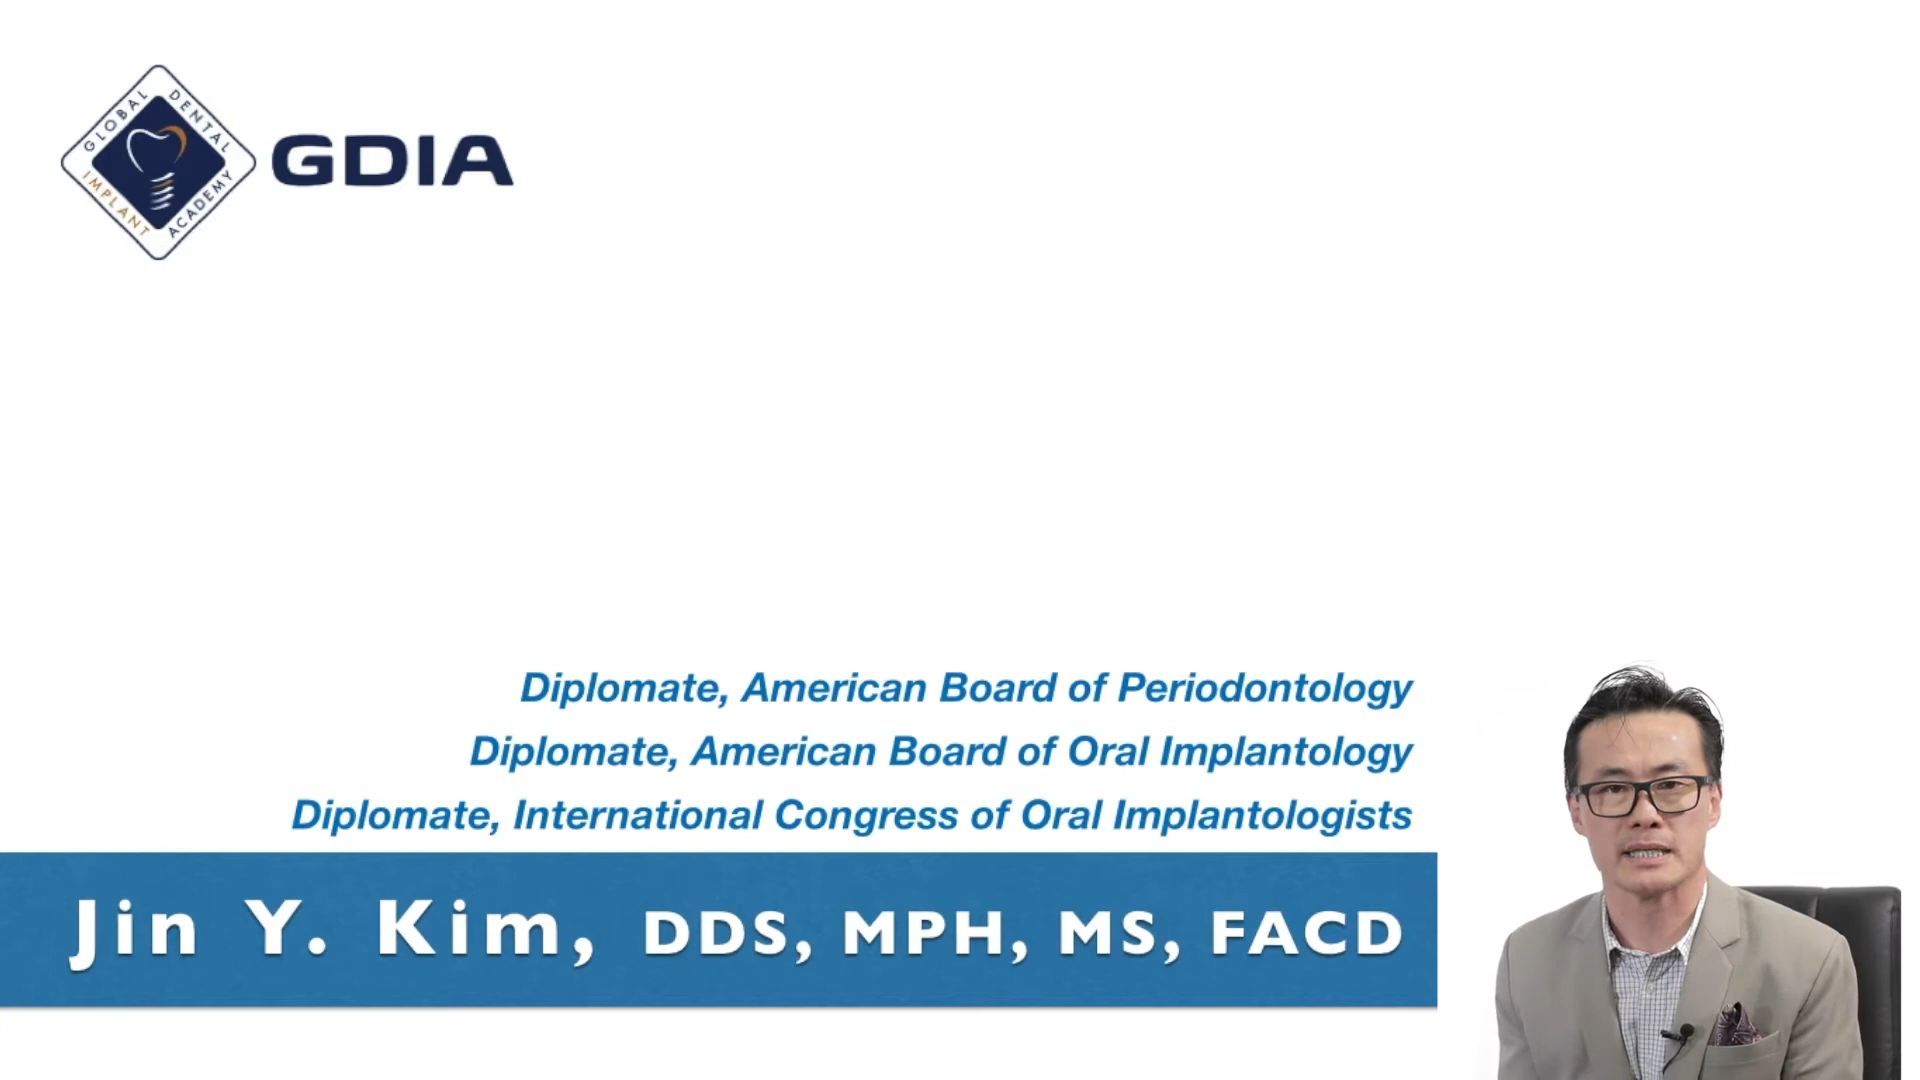 GLOBAL DENTAL
IMPLANT ACADEMY
GDIA
Diplomate, American Board of Periodontology
Diplomate, American Board of Oral Implantology
Diplomate, International Congress of Oral Implantologists
Jin Y. Kim, DDS, MPH, MS, FACD